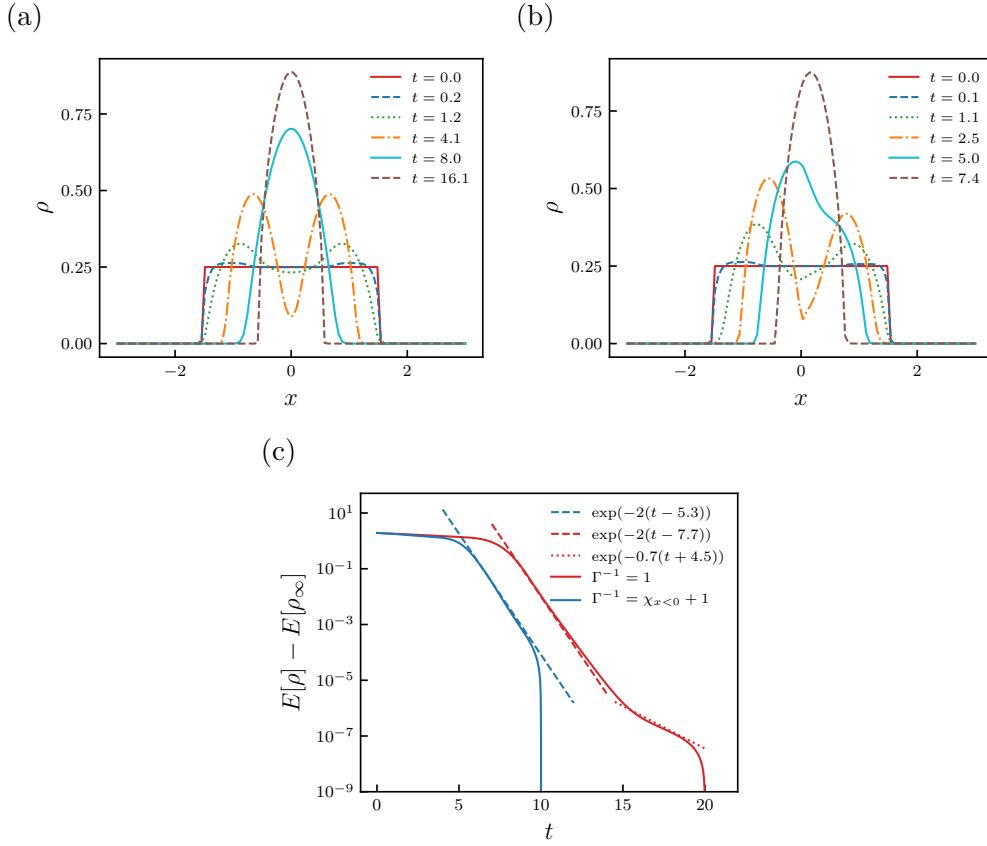 (a)
(b)
0.75
0.50
0.25
0.00
ρ
−2
0
2
x
t = 0.0
t = 0.2
t = 1.2
t = 4.1
t = 8.0
t = 16.1
0.75
0.50
0.25
0.00
ρ
−2
0
2
x
t = 0.0
t = 0.1
t = 1.1
t = 2.5
t = 5.0
t = 7.4
(c)
10^1
10^{−1}
10^{−3}
10^{−5}
10^{−7}
10^{−9}
E[ρ] − E[ρ_∞]
0
5
10
15
20
t
exp(−2(t − 5.3))
exp(−2(t − 7.7))
exp(−0.7(t + 4.5))
Γ^{−1} = 1
Γ^{−1} = χ_{x<0} + 1